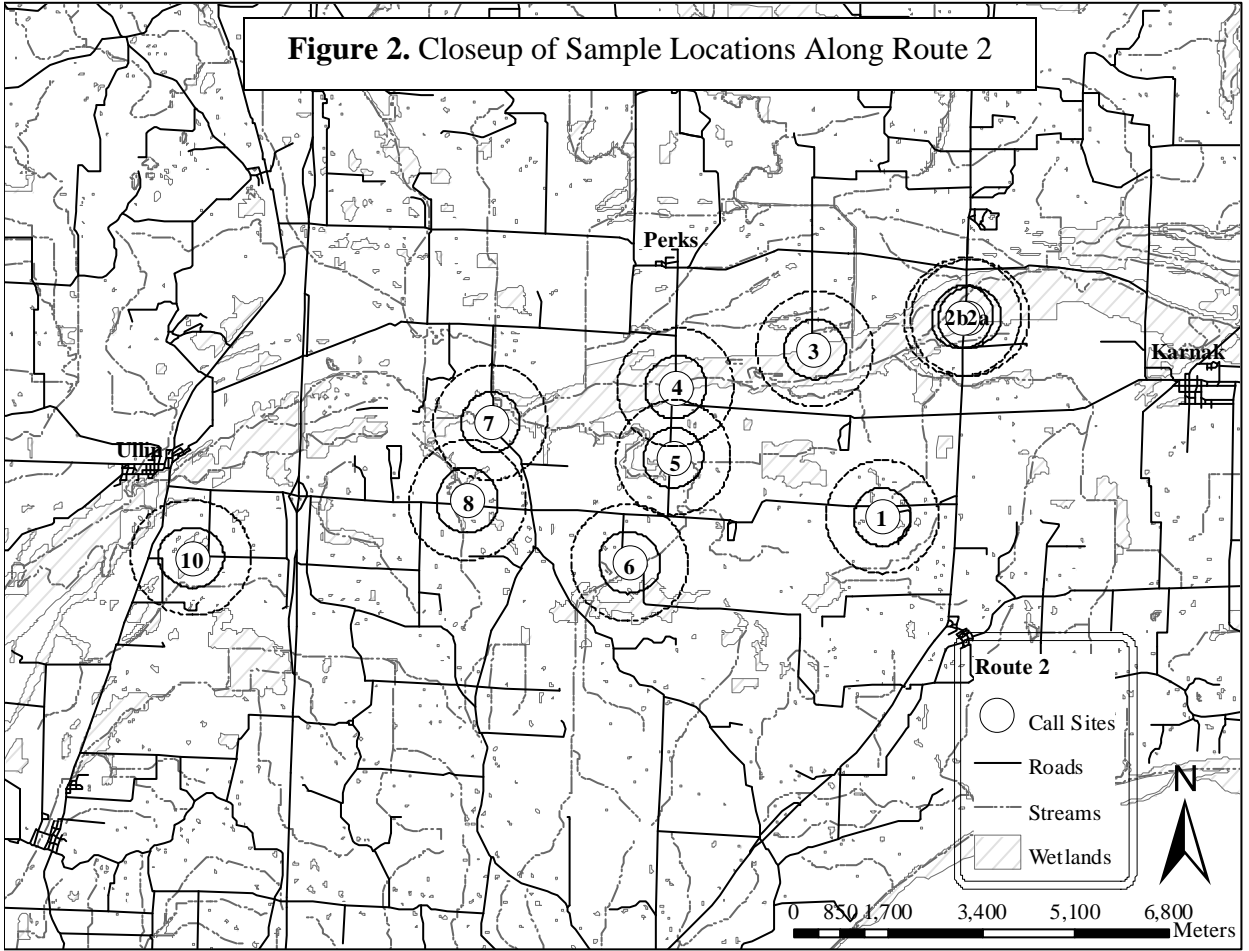 Figure 2. Closeup of Sample Locations Along Route 2
Perks
2b2a
3
Karnak
4
7
Ullin
5
8
1
10
6
Route 2
Call Sites
Roads
Streams
Wetlands
N
0 850 1,700 3,400 5,100 6,800
Meters